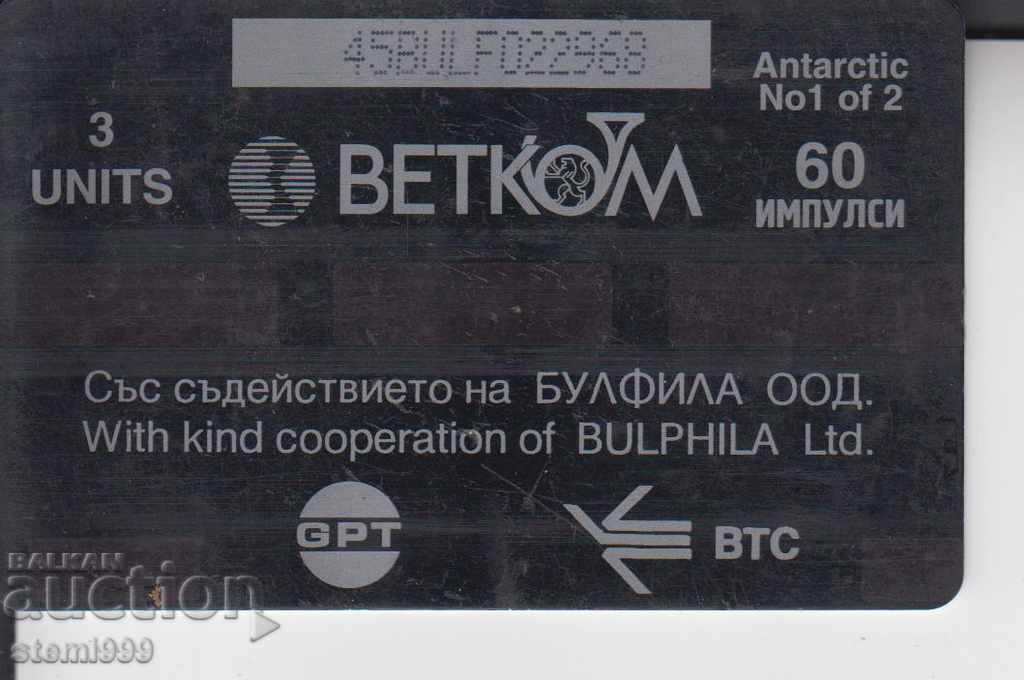 45BULF022968
Antarctic
No1 of 2
3
UNITS
ВЕТКОМ
60
ИМПУЛСИ
Със съдействието на БУЛФИЛА ООД.
With kind cooperation of BULPHILA Ltd.
GPT
BTC
BALKAN
auction
stemi999